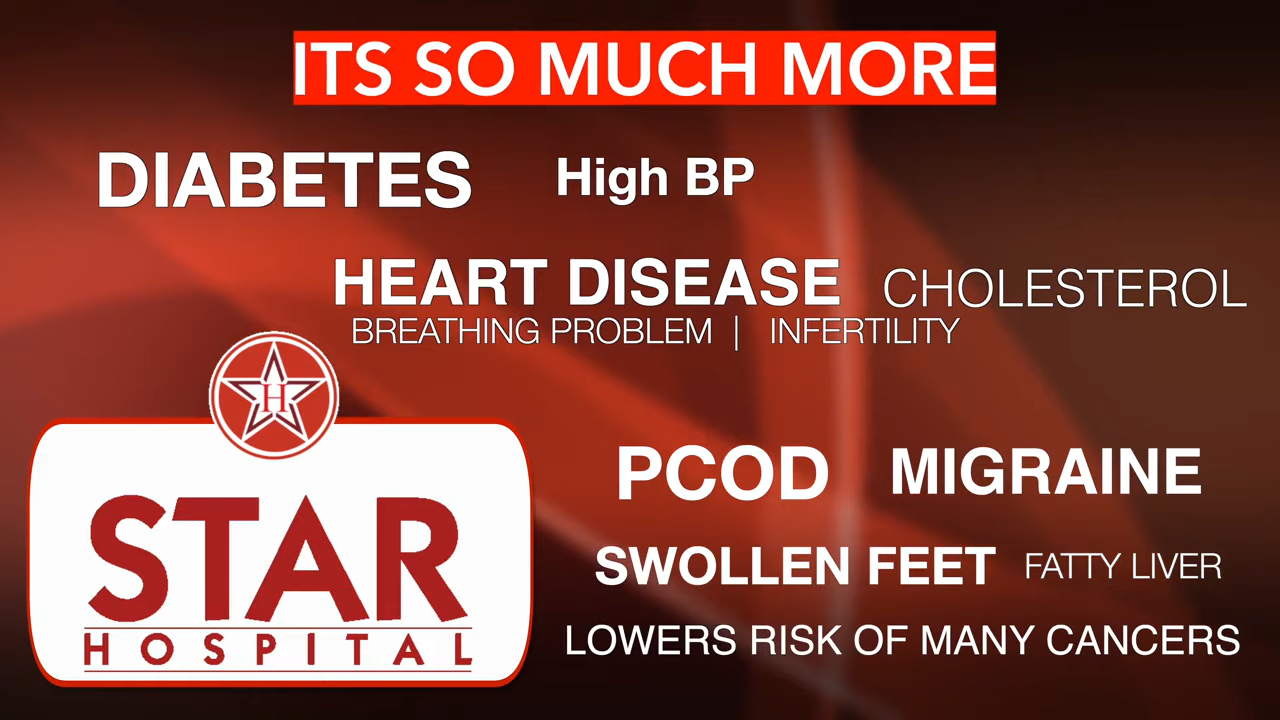 ITS SO MUCH MORE
DIABETES High BP
HEART DISEASE CHOLESTEROL
BREATHING PROBLEM | INFERTILITY
H
STAR
HOSPITAL
PCOD MIGRAINE
SWOLLEN FEET FATTY LIVER
LOWERS RISK OF MANY CANCERS